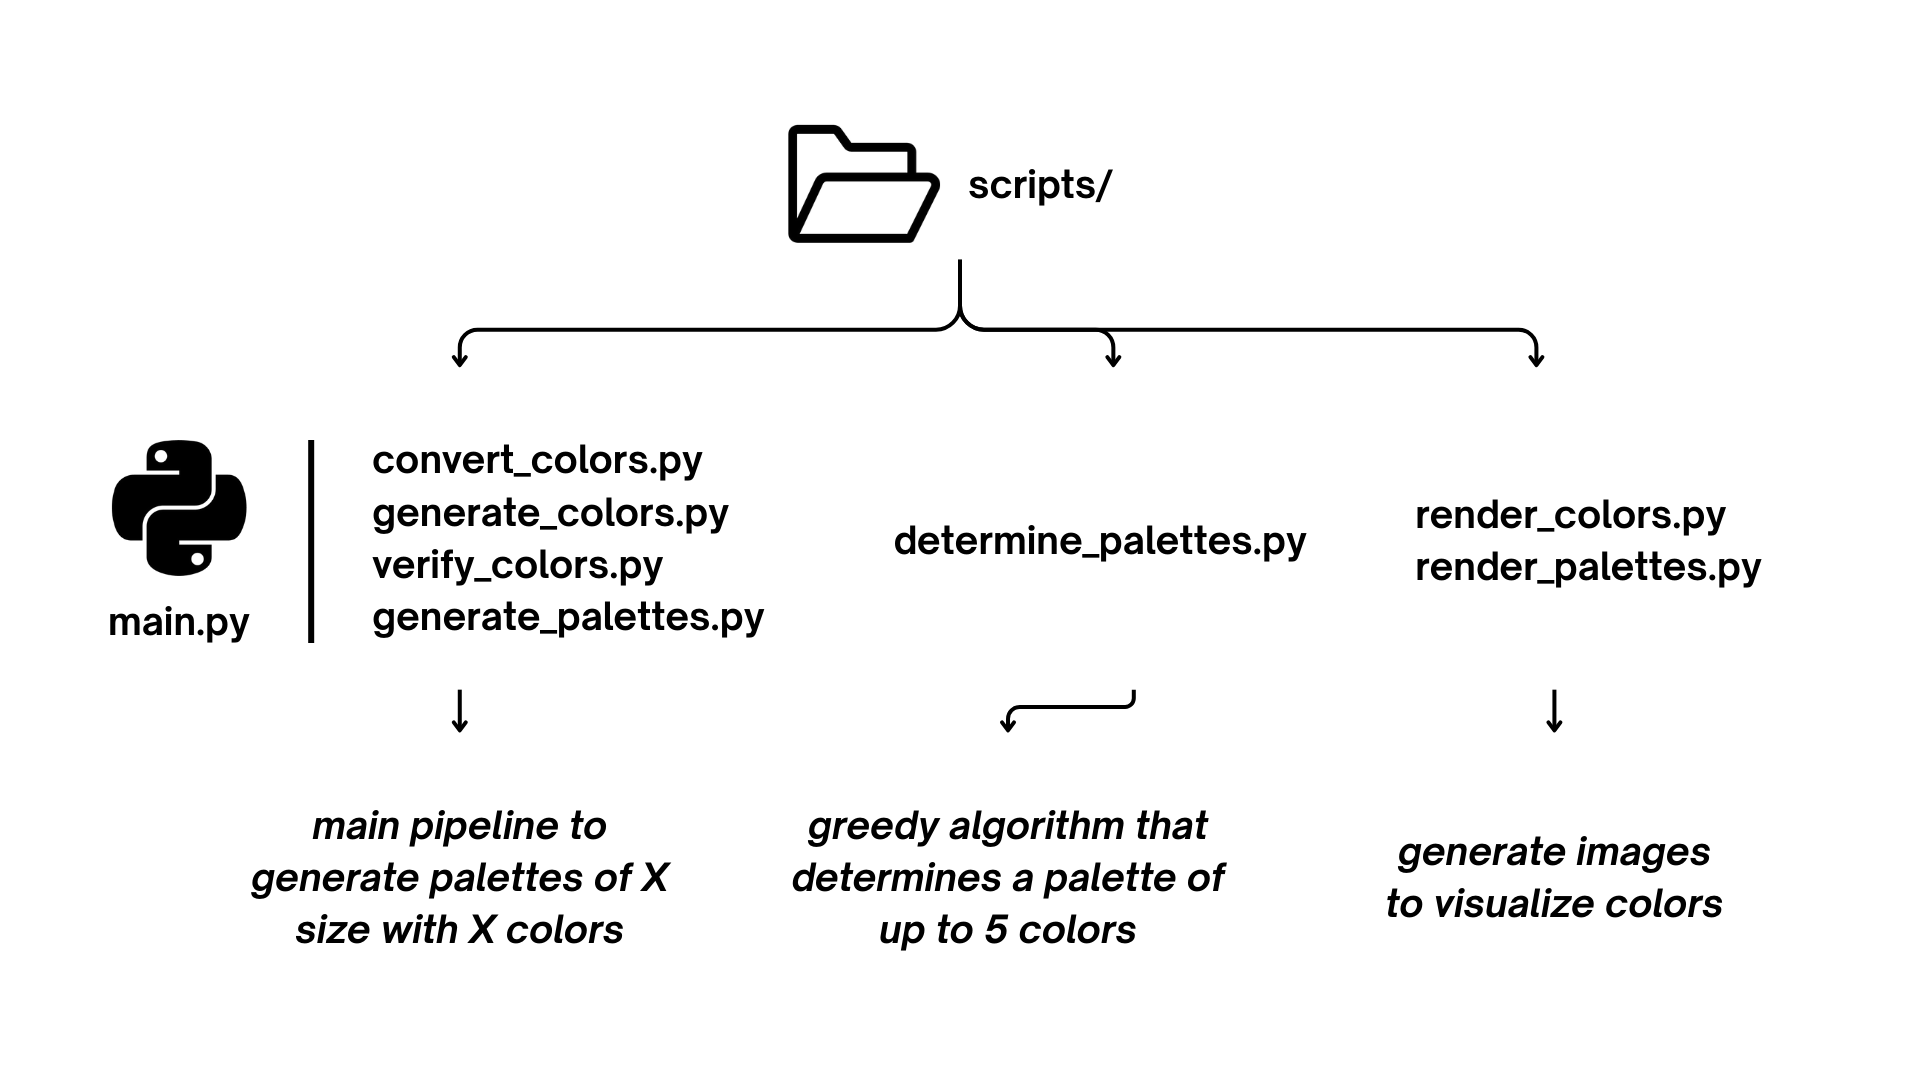 scripts/
main.py
convert_colors.py
generate_colors.py
verify_colors.py
generate_palettes.py
determine_palettes.py
render_colors.py
render_palettes.py
main pipeline to
generate palettes of X
size with X colors
greedy algorithm that
determines a palette of
up to 5 colors
generate images
to visualize colors